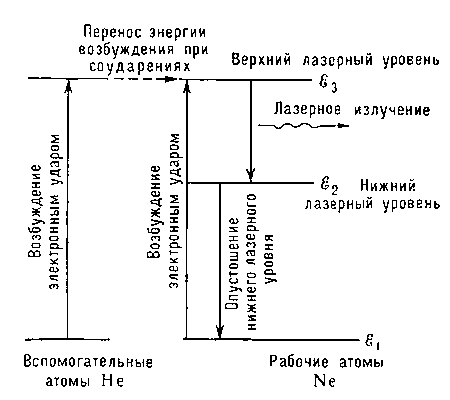 Перенос энергии
возбуждения при
соударениях
Верхний лазерный уровень
ℰ3
Лазерное излучение
Возбуждение
электронным ударом
Возбуждение
электронным ударом
ℰ2 Нижний
лазерный уровень
Опустошение
нижнего лазерного
уровня
ℰ1
Вспомогательные
атомы He
Рабочие атомы
Ne